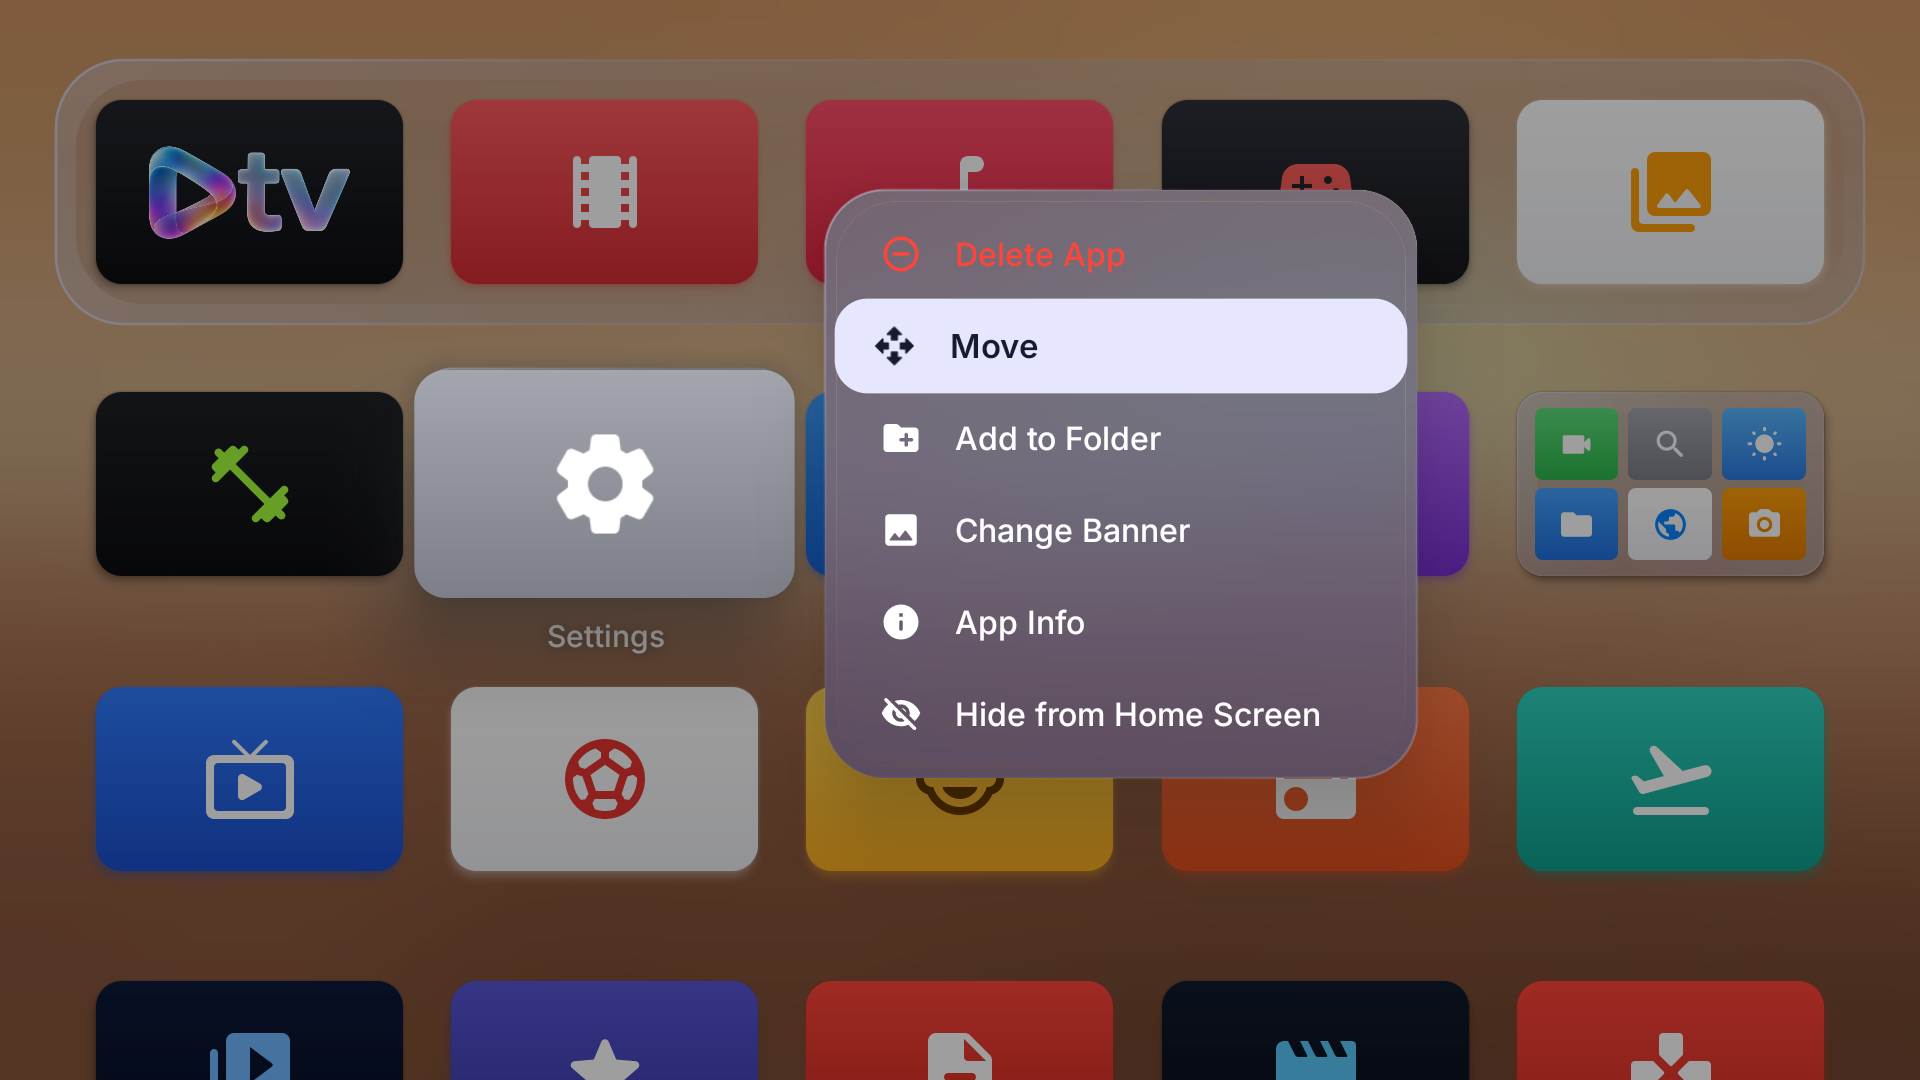 tv
Delete App
Move
Add to Folder
Change Banner
App Info
Hide from Home Screen
Settings